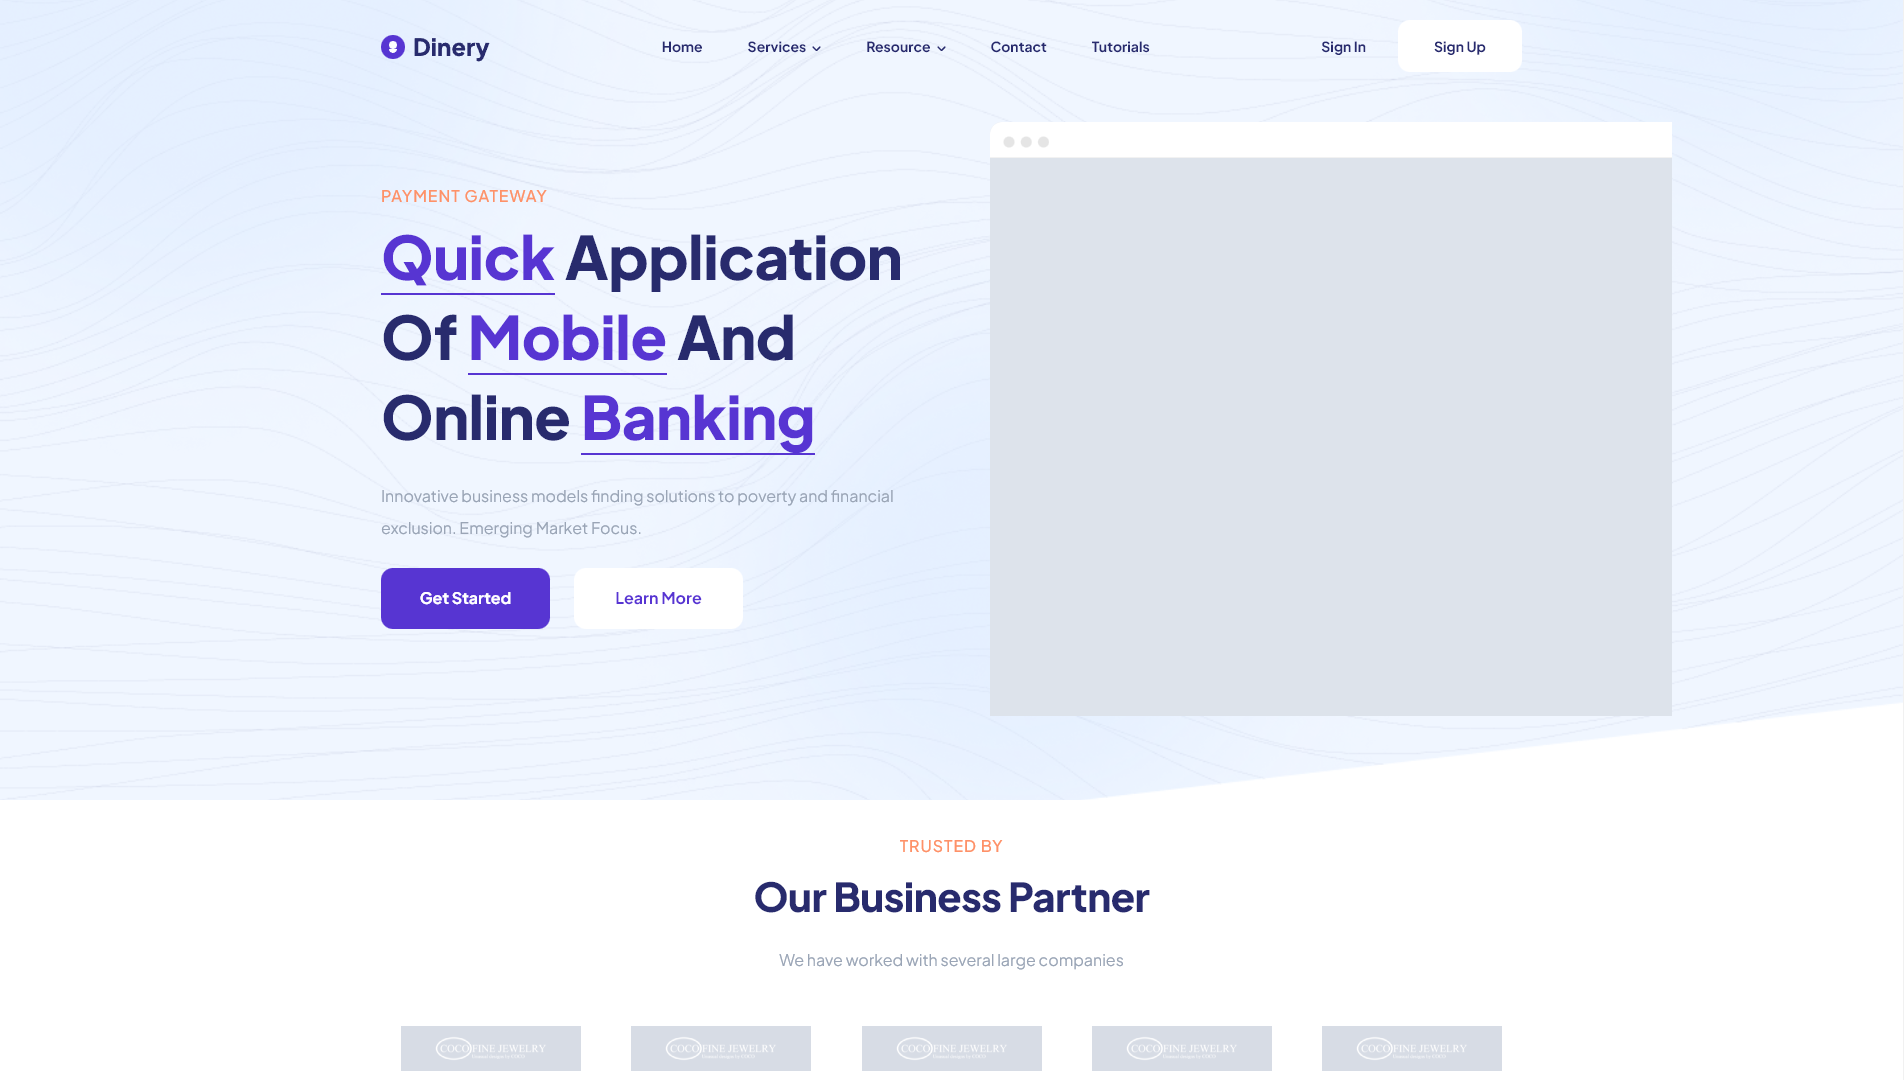 Dinery
Home Services Resource Contact Tutorials Sign In Sign Up
PAYMENT GATEWAY
Quick Application
Of Mobile And
Online Banking
Innovative business models finding solutions to poverty and financial
exclusion. Emerging Market Focus.
Get Started Learn More
TRUSTED BY
Our Business Partner
We have worked with several large companies
COCO FINE JEWELRY COCO FINE JEWELRY COCO FINE JEWELRY COCO FINE JEWELRY COCO FINE JEWELRY